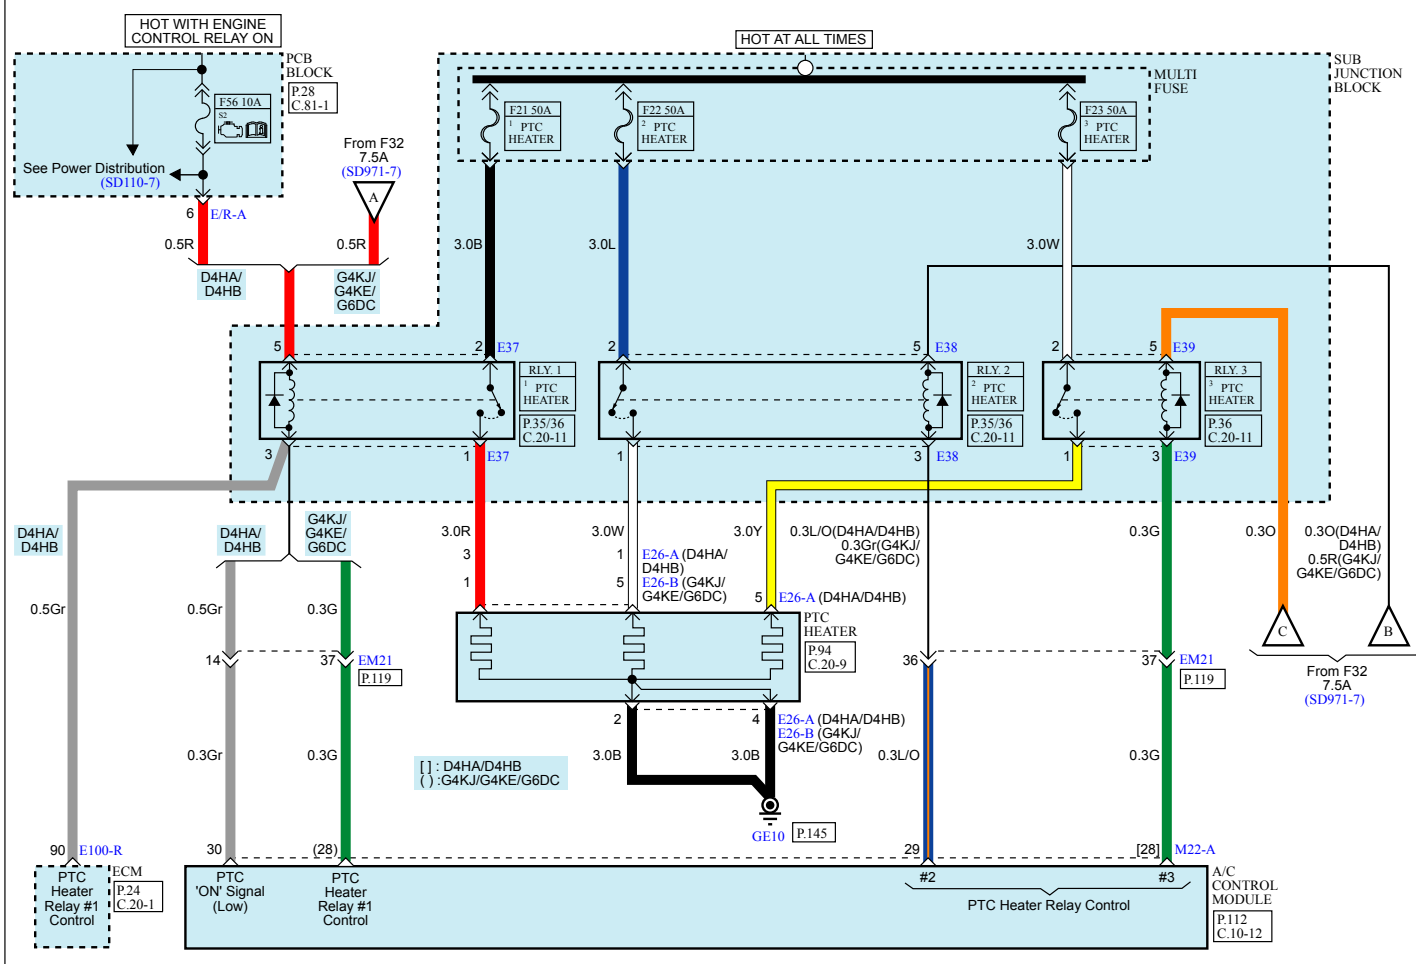 HOT WITH ENGINE
CONTROL RELAY ON
HOT AT ALL TIMES
PCB
BLOCK
P.28
C.81-1
F56 10A
S2
See Power Distribution
(SD110-7)
From F32
7.5A
(SD971-7)
A
SUB
JUNCTION
BLOCK
MULTI
FUSE
F21 50A
1 PTC
HEATER
F22 50A
2 PTC
HEATER
F23 50A
3 PTC
HEATER
6 E/R-A
0.5R
0.5R
3.0B
3.0L
3.0W
D4HA/
D4HB
G4KJ/
G4KE/
G6DC
5
2 E37
2
5 E38
2
5 E39
RLY. 1
1 PTC
HEATER
P.35/36
C.20-11
RLY. 2
2 PTC
HEATER
P.35/36
C.20-11
RLY. 3
3 PTC
HEATER
P.36
C.20-11
3
1 E37
1
3 E38
1
3 E39
D4HA/
D4HB
D4HA/
D4HB
G4KJ/
G4KE/
G6DC
3.0R
3.0W
3.0Y
0.3L/O(D4HA/D4HB)
0.3Gr(G4KJ/
G4KE/G6DC)
0.3G
0.3O
0.3O(D4HA/
D4HB)
0.5R(G4KJ/
G4KE/G6DC)
3
1
1 E26-A (D4HA/
D4HB)
5 E26-B (G4KJ/
G4KE/G6DC)
5 E26-A (D4HA/D4HB)
0.5Gr
0.5Gr
0.3G
PTC
HEATER
P.94
C.20-9
C
B
From F32
7.5A
(SD971-7)
14
37 EM21
P.119
36
37 EM21
P.119
2
4 E26-A (D4HA/D4HB)
E26-B (G4KJ/
G4KE/G6DC)
0.3Gr
0.3G
3.0B
3.0B
0.3L/O
0.3G
[ ] : D4HA/D4HB
( ) :G4KJ/G4KE/G6DC
GE10
P.145
90 E100-R
30
(28)
29
[28] M22-A
PTC
Heater
Relay #1
Control
ECM
P.24
C.20-1
PTC
'ON' Signal
(Low)
PTC
Heater
Relay #1
Control
#2
#3
PTC Heater Relay Control
A/C
CONTROL
MODULE
P.112
C.10-12